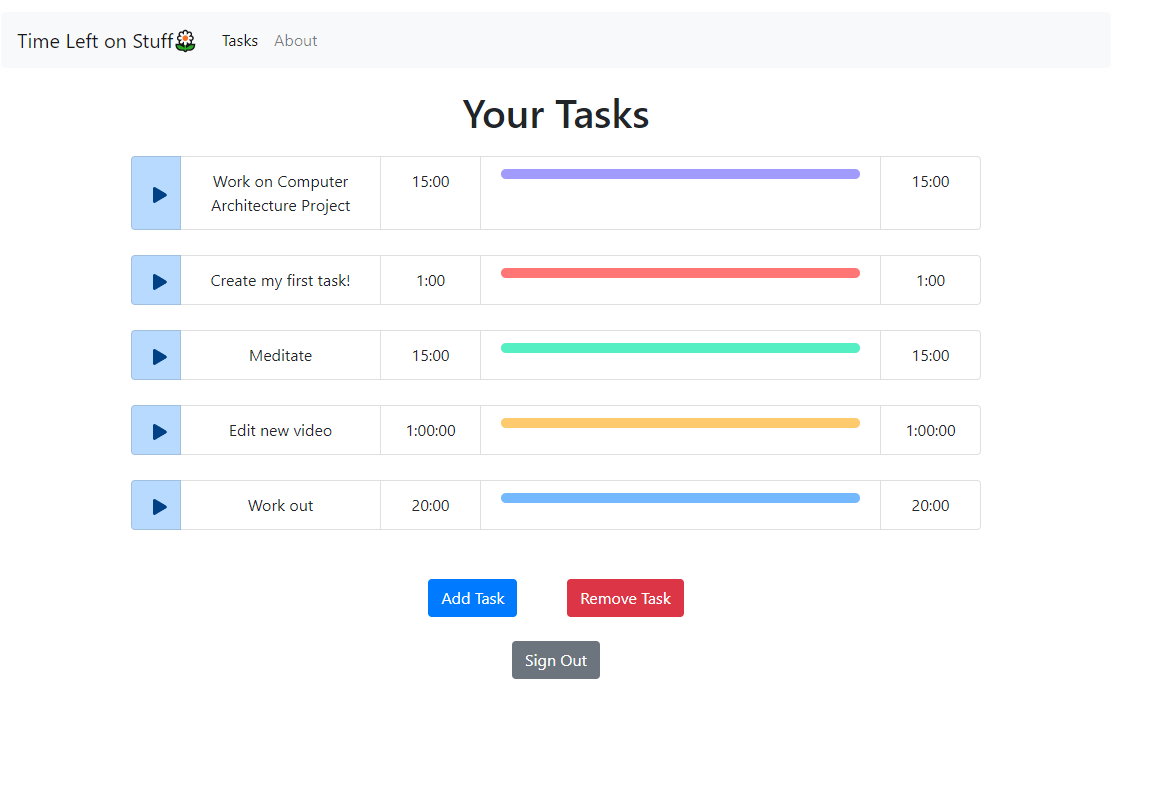 Time Left on Stuff Tasks About
Your Tasks
Work on Computer
Architecture Project
15:00
15:00
Create my first task!
1:00
1:00
Meditate
15:00
15:00
Edit new video
1:00:00
1:00:00
Work out
20:00
20:00
Add Task
Remove Task
Sign Out